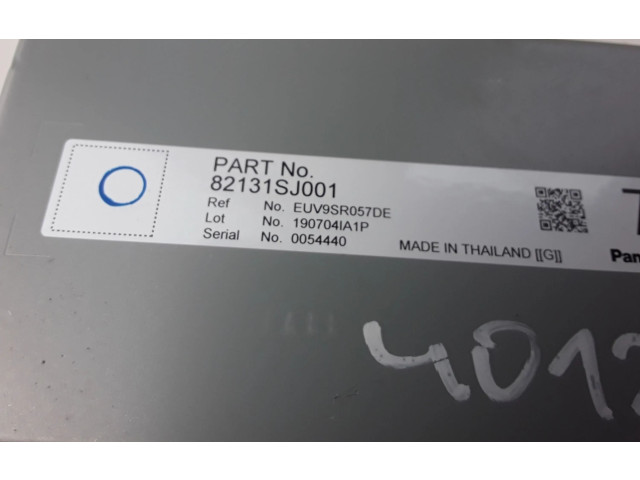 PART No.
82131SJ001
Ref No. EUV9SR057DE
Lot No. 190704IA1P
Serial No. 0054440
MADE IN THAILAND [[G]]